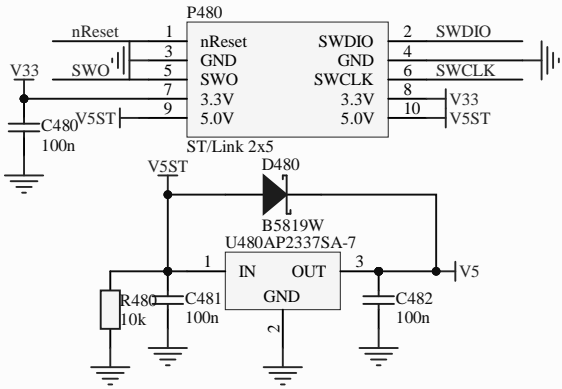 P480
nReset 1 nReset SWDIO 2 SWDIO
3 GND GND 4
SWO 5 SWO SWCLK 6 SWCLK
V33 7 3.3V 3.3V 8 V33
V5ST 9 5.0V 5.0V 10 V5ST
C480
100n
ST/Link 2x5
V5ST
D480
B5819W
U480AP2337SA-7
1 IN OUT 3 V5
GND
2
R480
10k
C481
100n
C482
100n